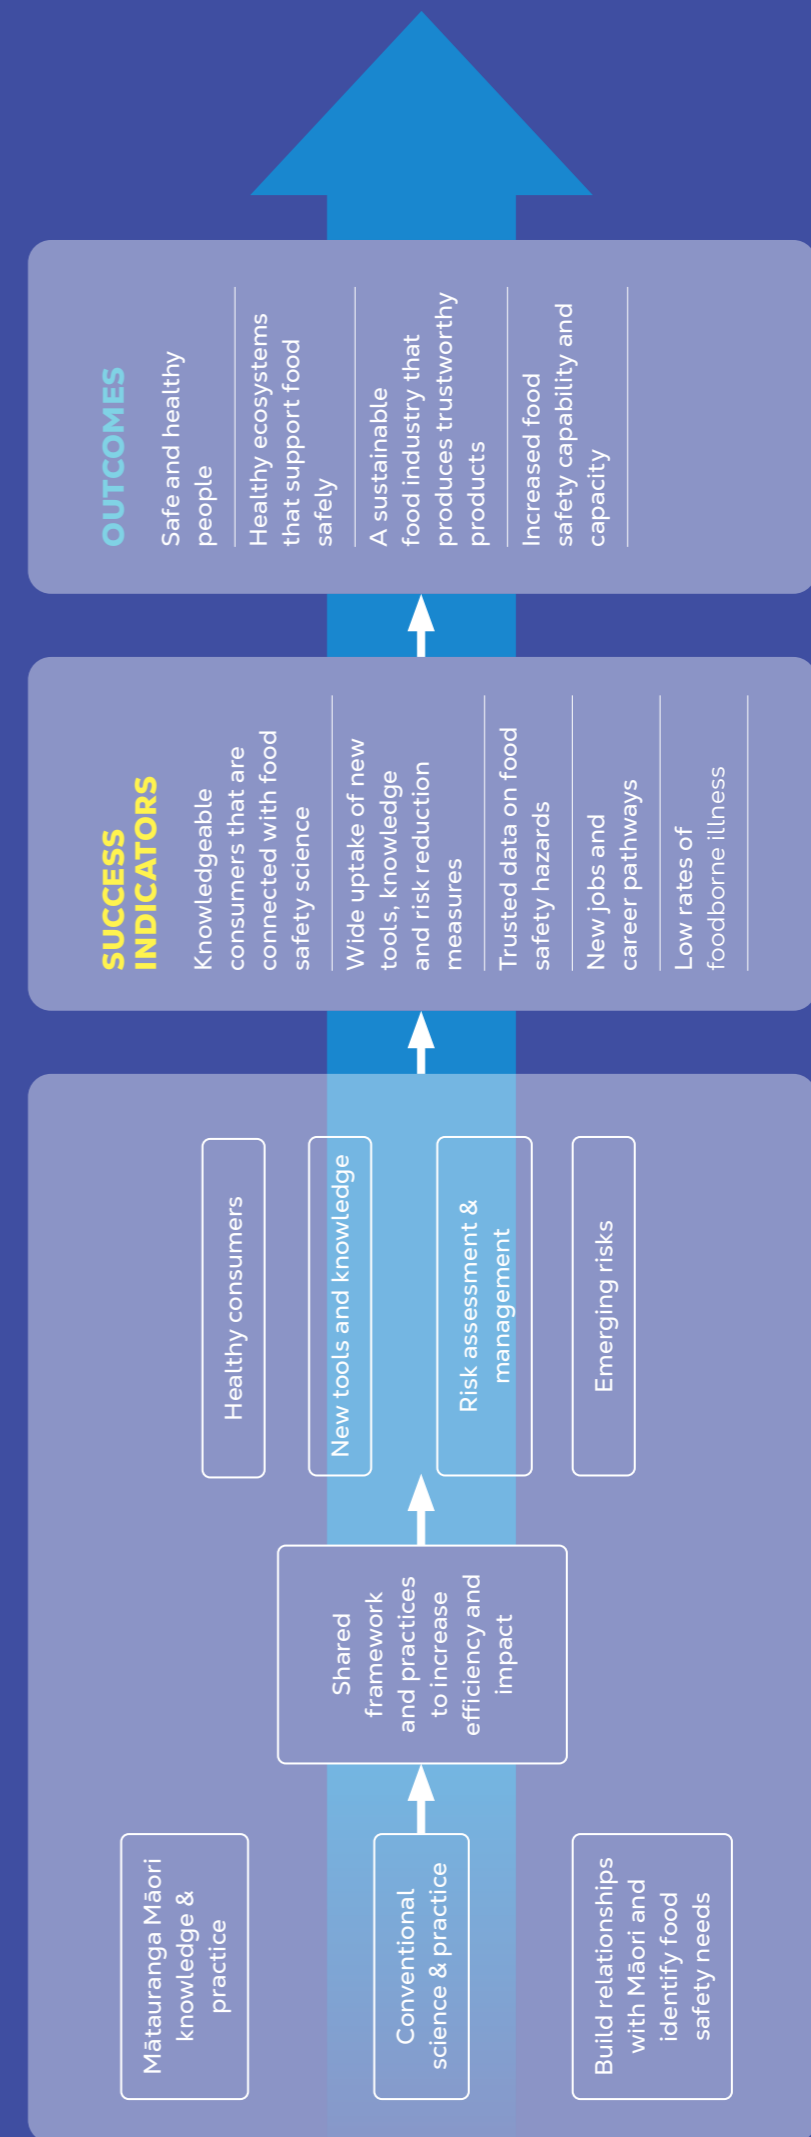 Mātauranga Māori
knowledge &
practice
Conventional
science & practice
Build relationships
with Māori and
identify food
safety needs
Shared
framework
and practices
to increase
efficiency and
impact
Healthy consumers
New tools and knowledge
Risk assessment &
management
Emerging risks
SUCCESS
INDICATORS
Knowledgeable
consumers that are
connected with food
safety science
Wide uptake of new
tools, knowledge
and risk reduction
measures
Trusted data on food
safety hazards
New jobs and
career pathways
Low rates of
foodborne illness
OUTCOMES
Safe and healthy
people
Healthy ecosystems
that support food
safely
A sustainable
food industry that
produces trustworthy
products
Increased food
safety capability and
capacity